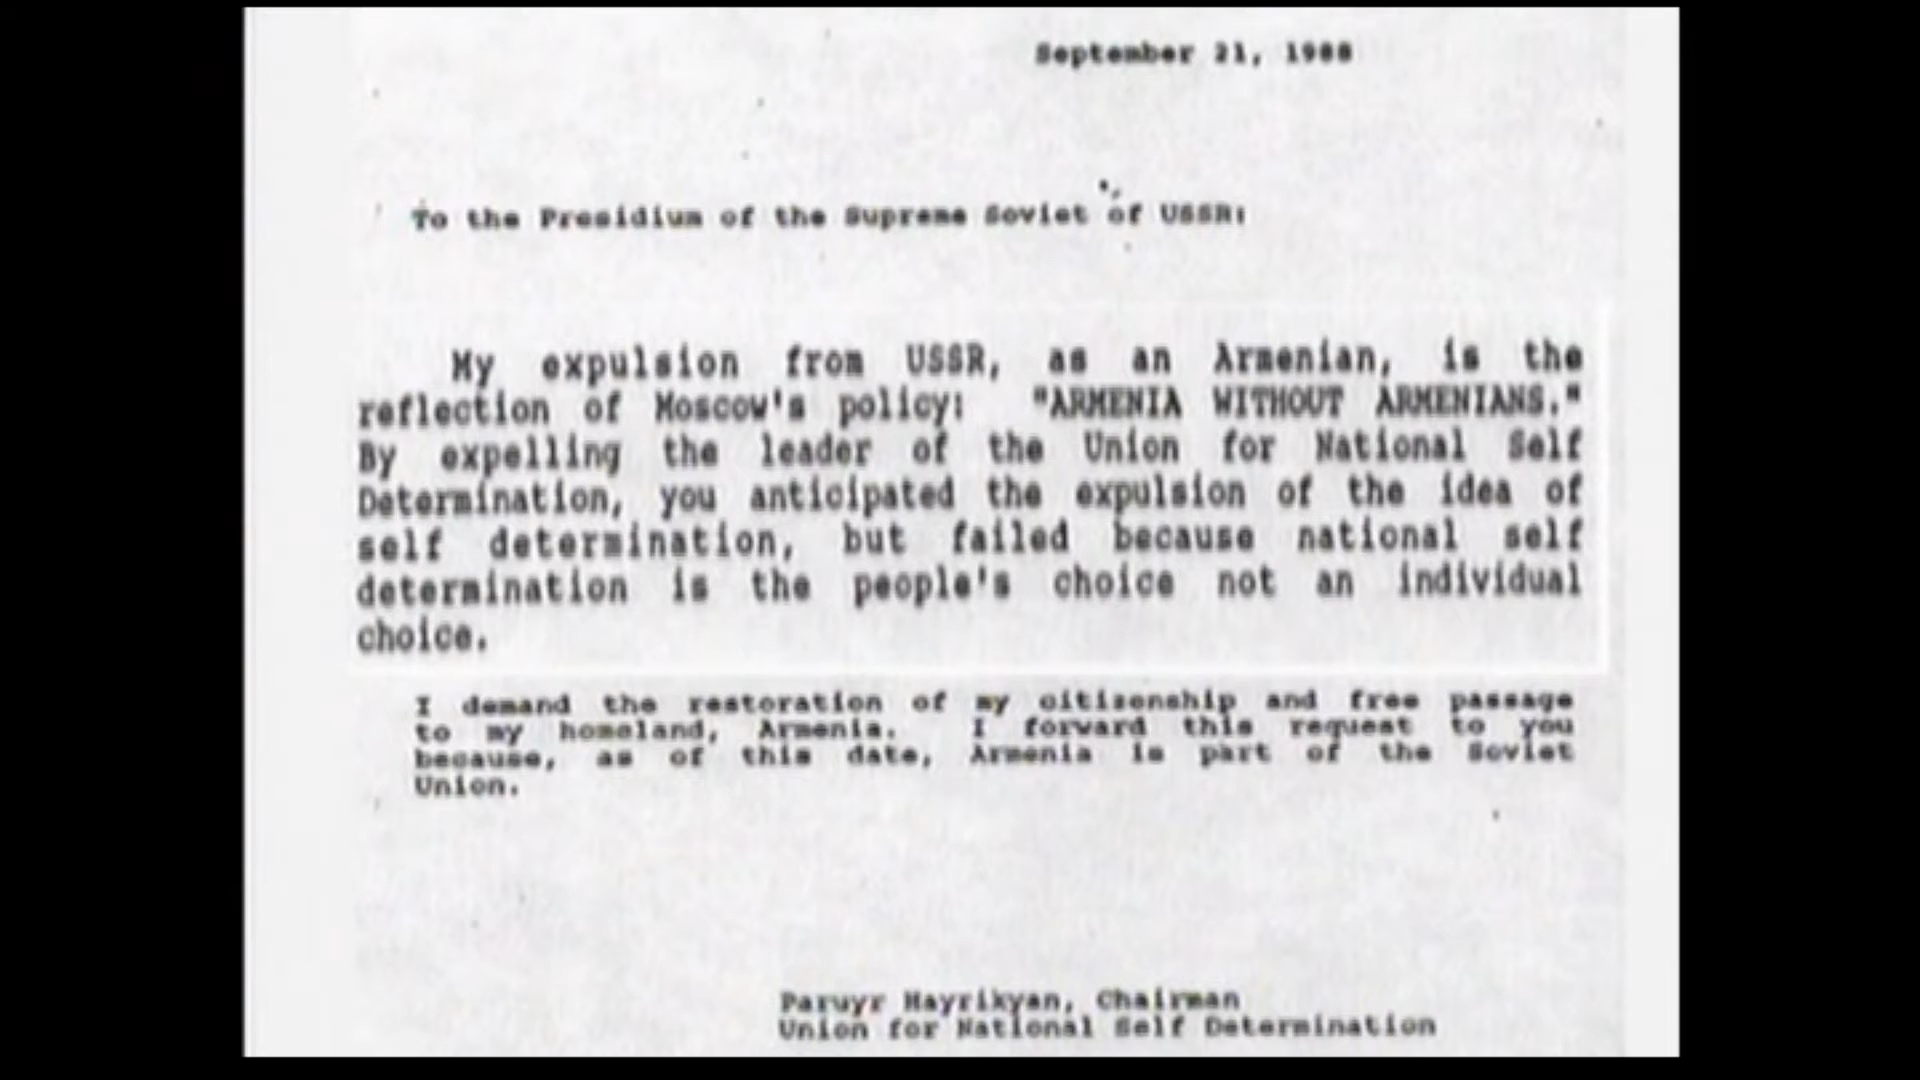 September 21, 1988
To the Presidium of the Supreme Soviet of USSR:
My expulsion from USSR, as an Armenian, is the
reflection of Moscow's policy: "ARMENIA WITHOUT ARMENIANS."
By expelling the leader of the Union for National Self
Determination, you anticipated the expulsion of the idea of
self determination, but failed because national self
determination is the people's choice not an individual
choice.
I demand the restoration of my citizenship and free passage
to my homeland, Armenia. I forward this request to you
because, as of this date, Armenia is part of the Soviet
Union.
Paruyr Hayrikyan, Chairman
Union for National Self Determination